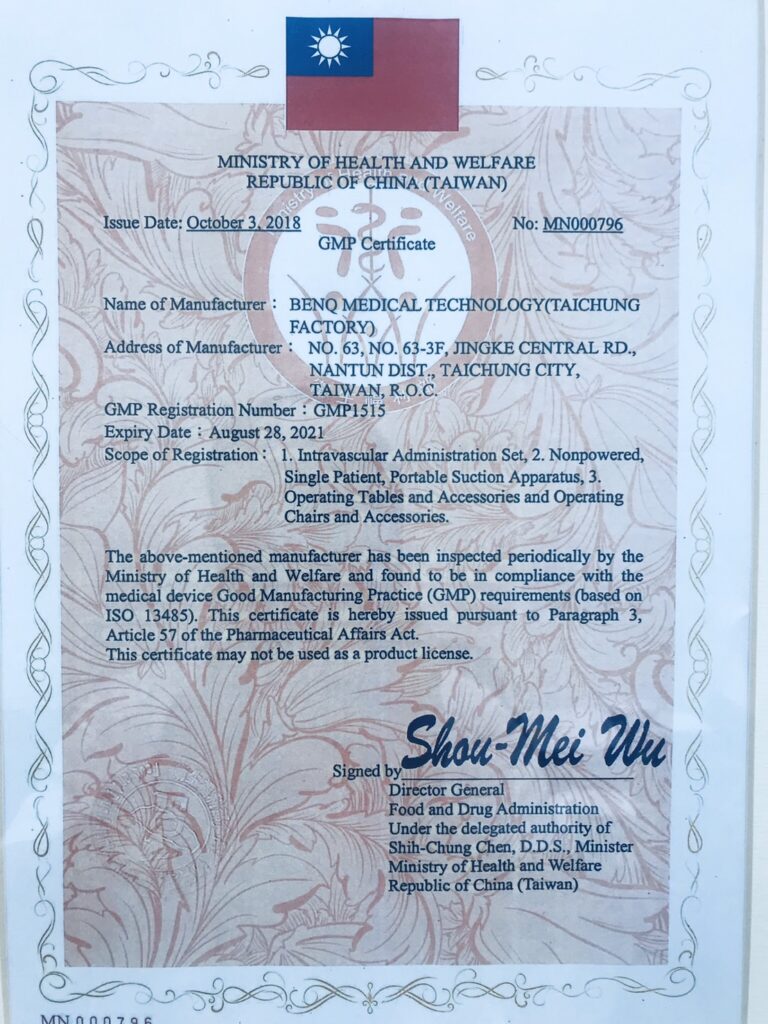 MINISTRY OF HEALTH AND WELFARE
REPUBLIC OF CHINA (TAIWAN)
Issue Date: October 3, 2018 No: MN000796
GMP Certificate
Name of Manufacturer： BENQ MEDICAL TECHNOLOGY(TAICHUNG
FACTORY)
Address of Manufacturer： NO. 63, NO. 63-3F, JINGKE CENTRAL RD.,
NANTUN DIST., TAICHUNG CITY,
TAIWAN, R.O.C.
GMP Registration Number：GMP1515
Expiry Date：August 28, 2021
Scope of Registration： 1. Intravascular Administration Set, 2. Nonpowered,
Single Patient, Portable Suction Apparatus, 3.
Operating Tables and Accessories and Operating
Chairs and Accessories.
The above-mentioned manufacturer has been inspected periodically by the
Ministry of Health and Welfare and found to be in compliance with the
medical device Good Manufacturing Practice (GMP) requirements (based on
ISO 13485). This certificate is hereby issued pursuant to Paragraph 3,
Article 57 of the Pharmaceutical Affairs Act.
This certificate may not be used as a product license.
Shou-Mei Wu
Signed by
Director General
Food and Drug Administration
Under the delegated authority of
Shih-Chung Chen, D.D.S., Minister
Ministry of Health and Welfare
Republic of China (Taiwan)
MN000796